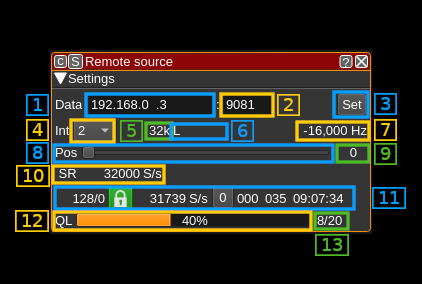 C S Remote source ? X
Settings
1 Data 192.168.0 .3 : 9081 2 Set 3
4 Int 2 5 32k L 6 -16,000 Hz 7
8 Pos 0 9
10 SR 32000 S/s
128/0 31739 S/s 0 000 035 09:07:34 11
12 QL 40% 8/20
13